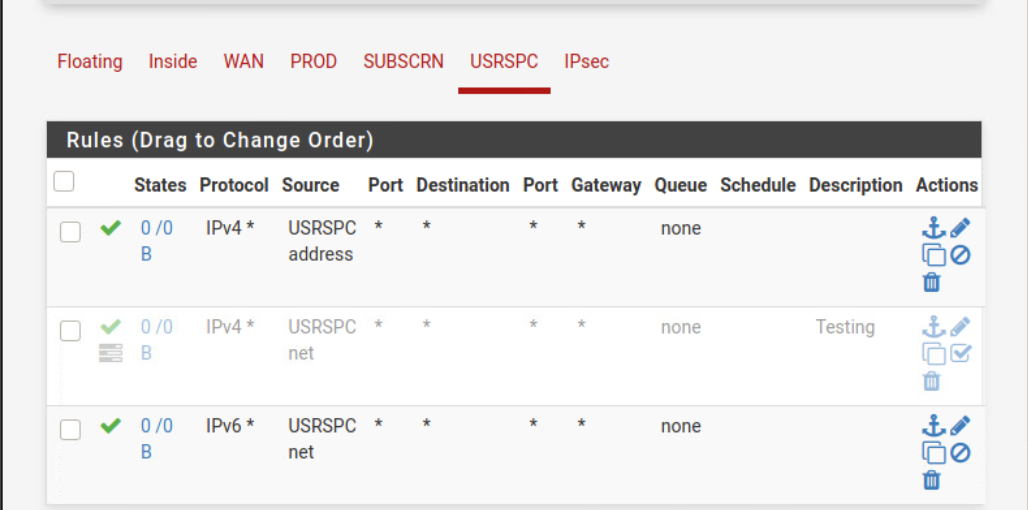 Floating Inside WAN PROD SUBSCRN USRSPC IPsec
Rules (Drag to Change Order)
States Protocol Source Port Destination Port Gateway Queue Schedule Description Actions
0 /0 IPv4 * USRSPC * * * * none
B address
0 /0 IPv4 * USRSPC * * * * none Testing
B net
0 /0 IPv6 * USRSPC * * * * none
B net